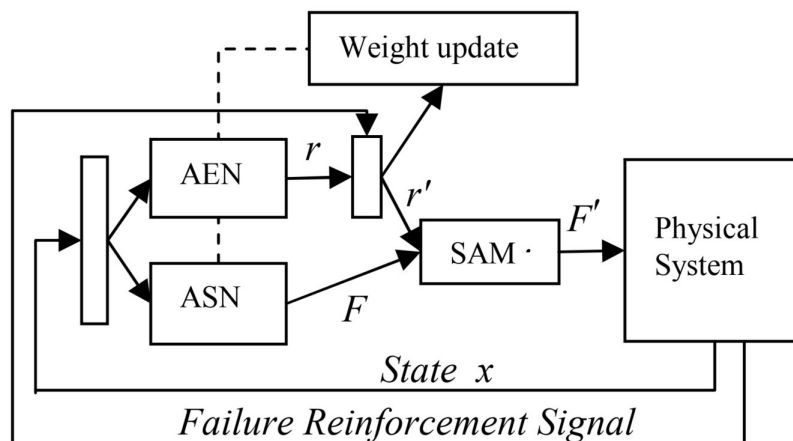 Weight update
AEN
r
r'
ASN
F
SAM
F'
Physical
System
State x
Failure Reinforcement Signal